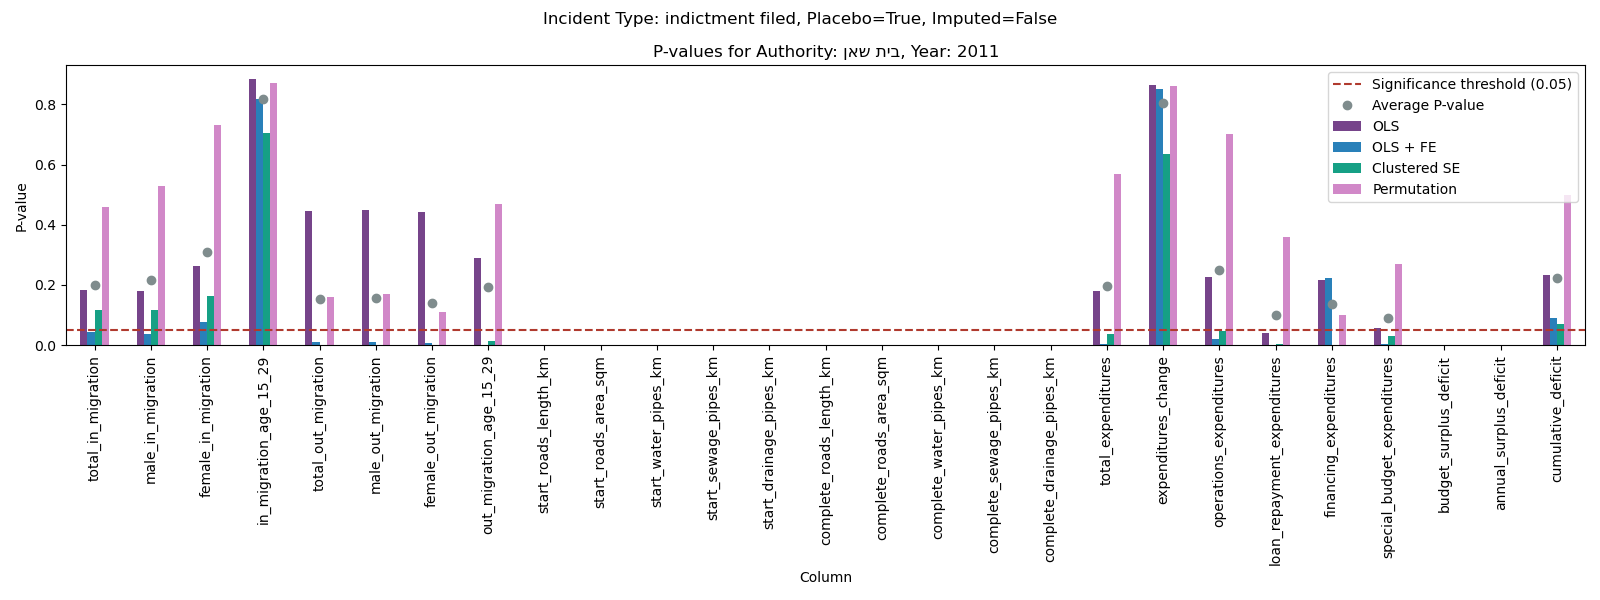 Incident Type: indictment filed, Placebo=True, Imputed=False
P-values for Authority: בית שאן, Year: 2011
P-value
0.8
0.6
0.4
0.2
0.0
Significance threshold (0.05)
Average P-value
OLS
OLS + FE
Clustered SE
Permutation
total_in_migration
male_in_migration
female_in_migration
in_migration_age_15_29
total_out_migration
male_out_migration
female_out_migration
out_migration_age_15_29
start_roads_length_km
start_roads_area_sqm
start_water_pipes_km
start_sewage_pipes_km
start_drainage_pipes_km
complete_roads_length_km
complete_roads_area_sqm
complete_water_pipes_km
complete_sewage_pipes_km
complete_drainage_pipes_km
total_expenditures
expenditures_change
operations_expenditures
loan_repayment_expenditures
financing_expenditures
special_budget_expenditures
budget_surplus_deficit
annual_surplus_deficit
cumulative_deficit
Column